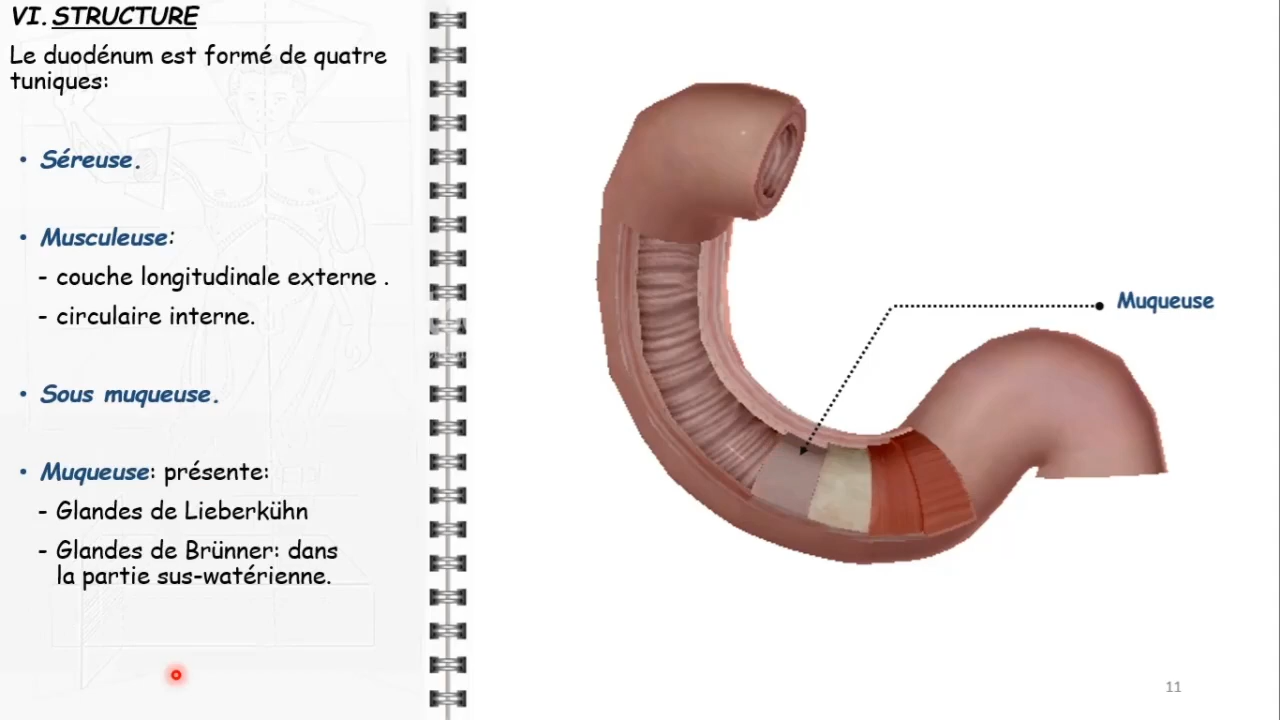 VI. STRUCTURE
Le duodénum est formé de quatre
tuniques:
• Séreuse.
• Musculeuse:
- couche longitudinale externe .
- circulaire interne.
• Sous muqueuse.
• Muqueuse: présente:
- Glandes de Lieberkühn
- Glandes de Brünner: dans
la partie sus-watérienne.
Muqueuse
11